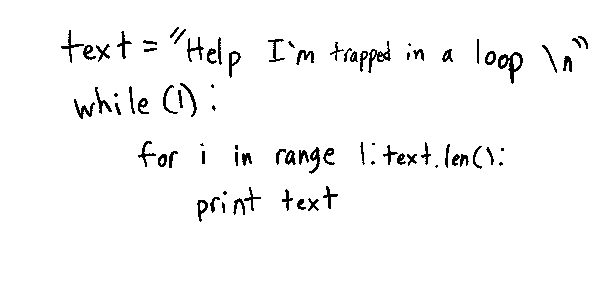 text = "Help I'm trapped in a loop \n"
while (1) :
for i in range 1:text.len():
print text